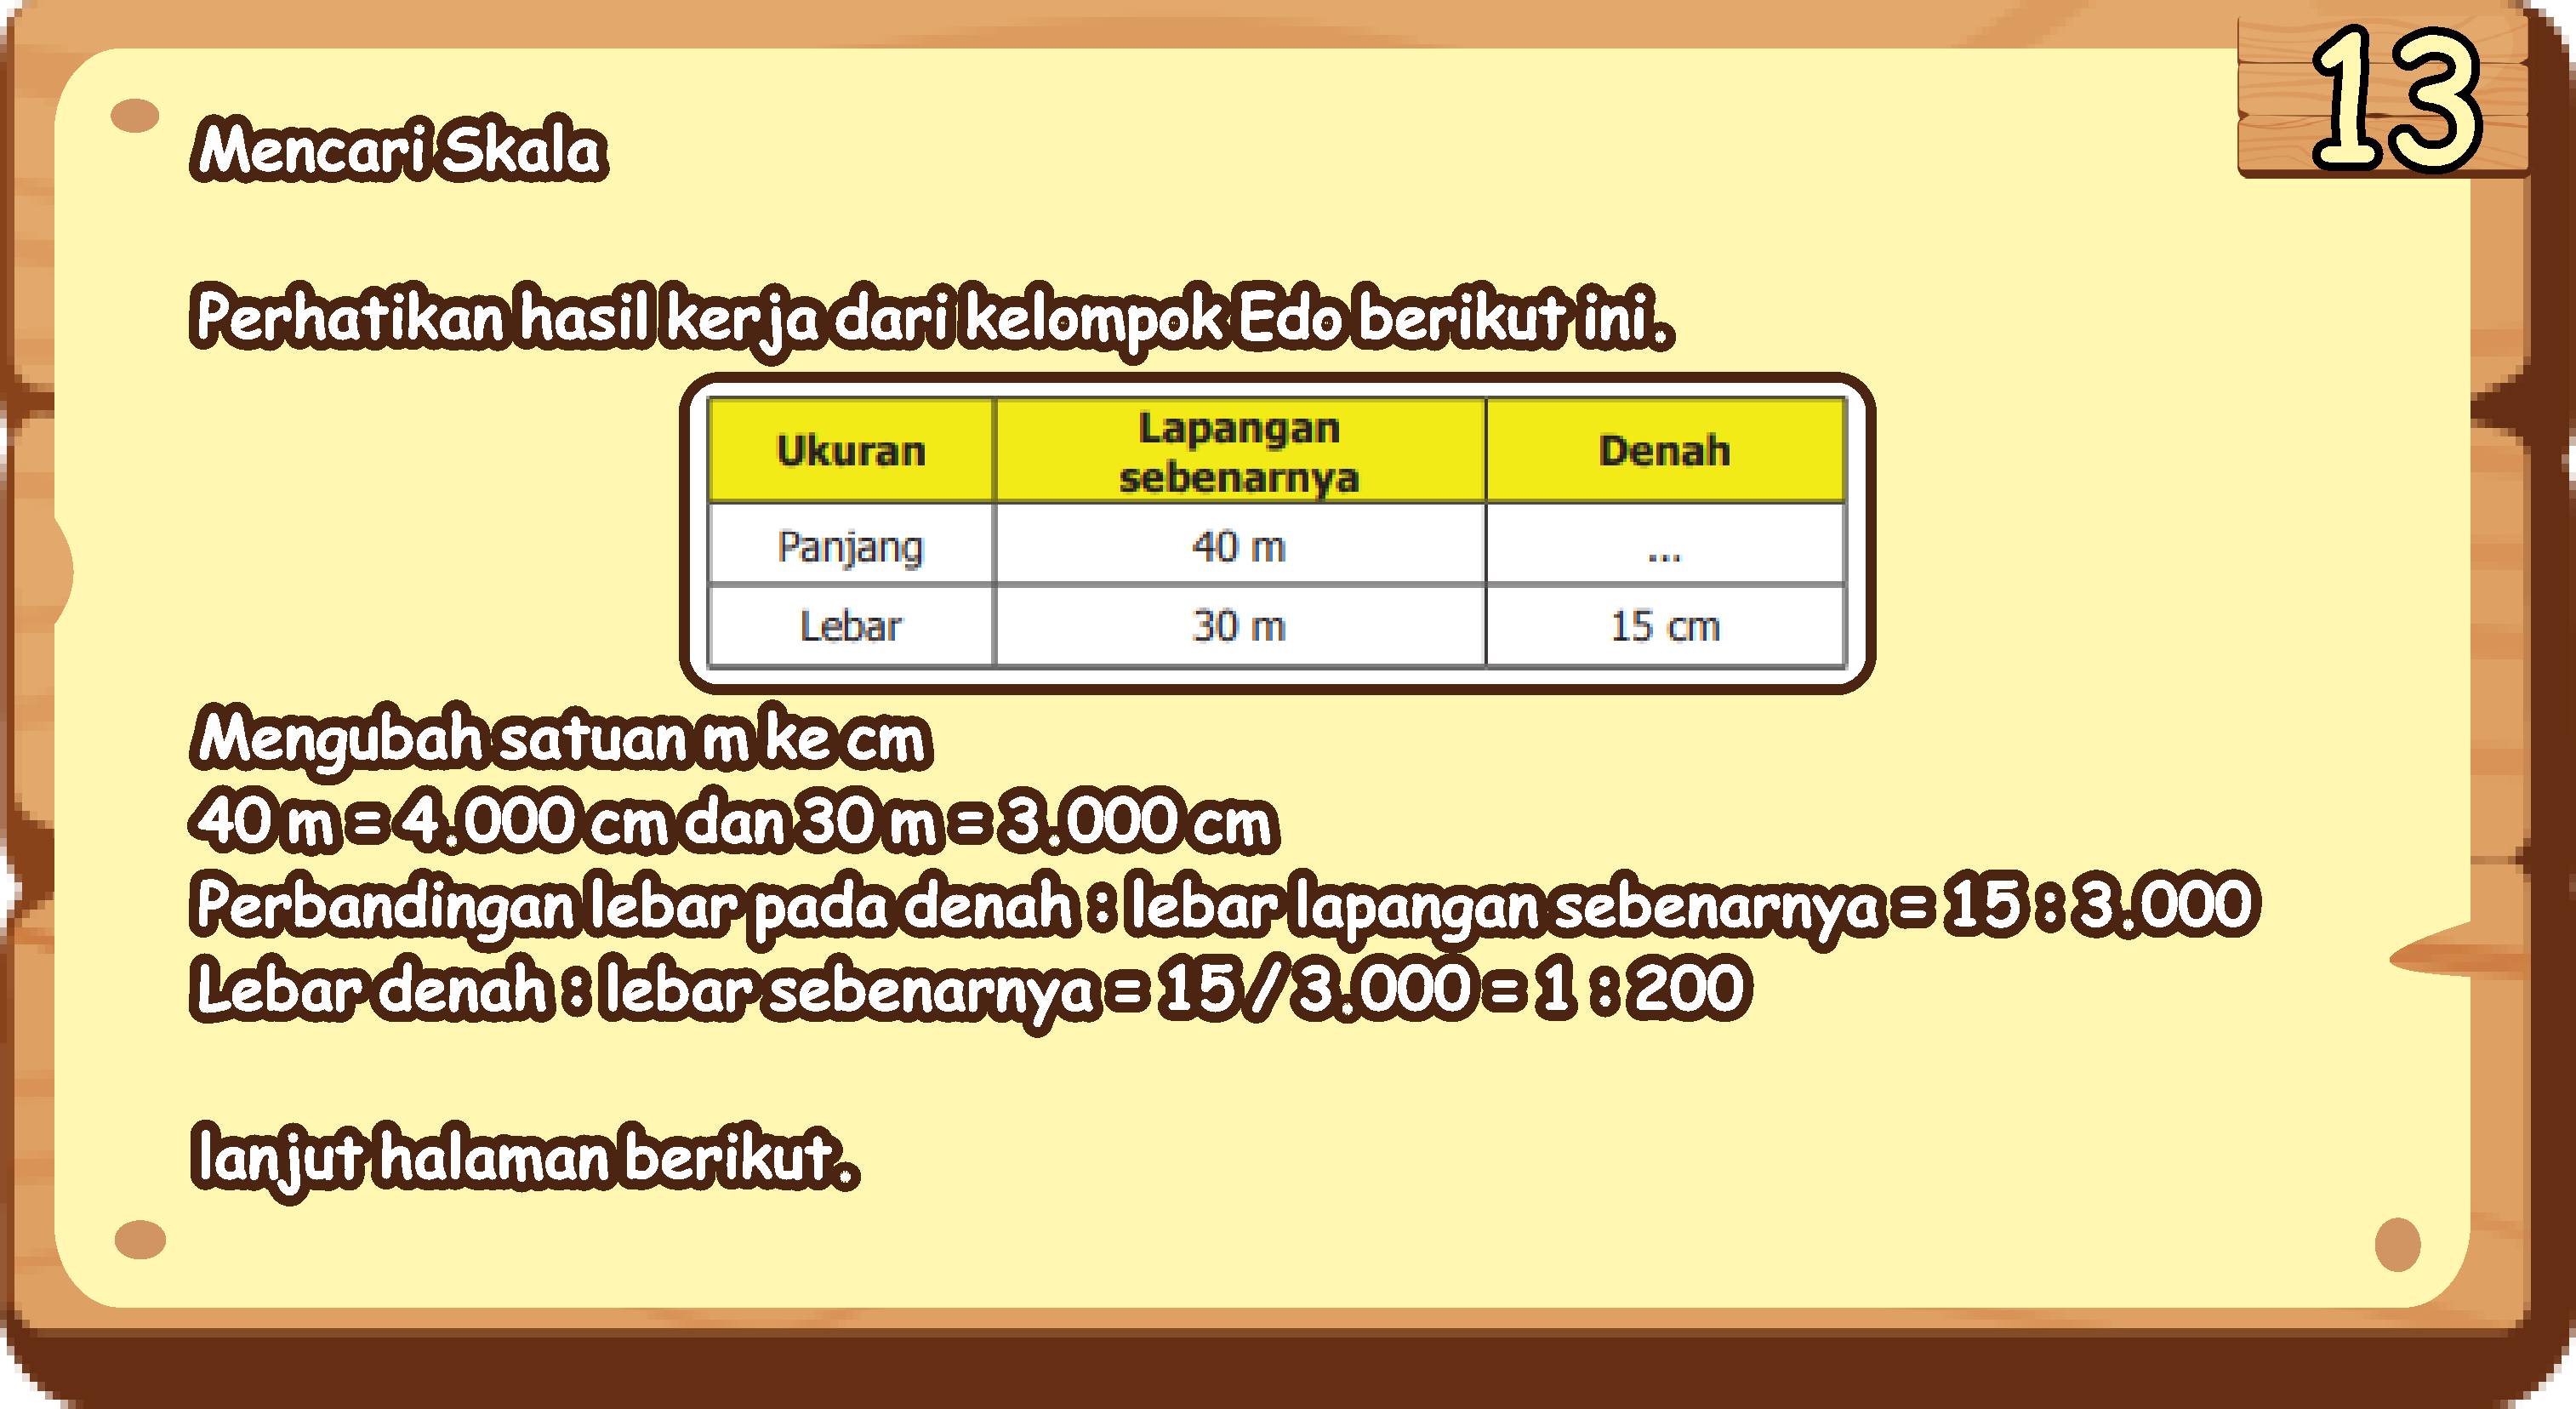 13
Mencari Skala
Perhatikan hasil kerja dari kelompok Edo berikut ini.
Ukuran Lapangan sebenarnya Denah
Panjang 40 m ...
Lebar 30 m 15 cm
Mengubah satuan m ke cm
40 m = 4.000 cm dan 30 m = 3.000 cm
Perbandingan lebar pada denah : lebar lapangan sebenarnya = 15 : 3.000
Lebar denah : lebar sebenarnya = 15/3.000 = 1 : 200
lanjut halaman berikut.